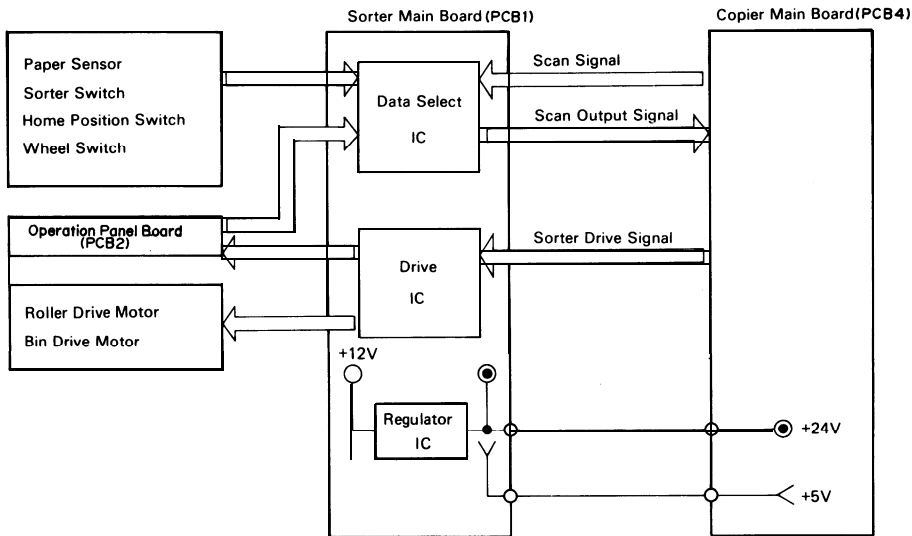 Sorter Main Board (PCB1)
Copier Main Board (PCB4)
Paper Sensor
Sorter Switch
Home Position Switch
Wheel Switch
Data Select
IC
Scan Signal
Scan Output Signal
Operation Panel Board
(PCB2)
Drive
IC
Sorter Drive Signal
Roller Drive Motor
Bin Drive Motor
+12V
Regulator
IC
+24V
+5V